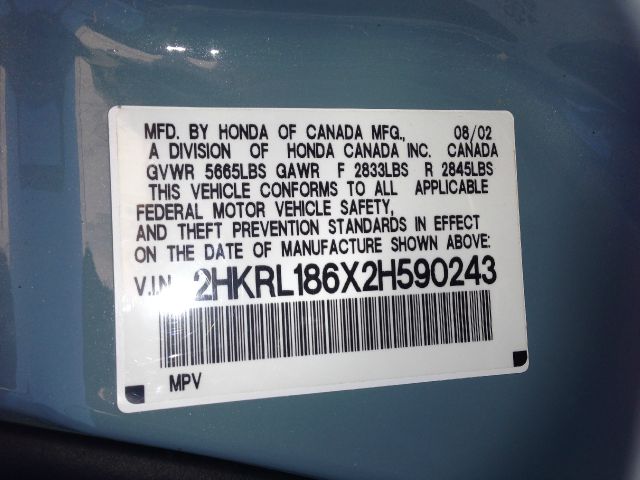 MFD. BY HONDA OF CANADA MFG., 08/02
A DIVISION OF HONDA CANADA INC. CANADA
GVWR 5665LBS GAWR F 2833LBS R 2845LBS
THIS VEHICLE CONFORMS TO ALL APPLICABLE
FEDERAL MOTOR VEHICLE SAFETY,
AND THEFT PREVENTION STANDARDS IN EFFECT
ON THE DATE OF MANUFACTURE SHOWN ABOVE:
V.I.N. 2HKRL186X2H590243
MPV